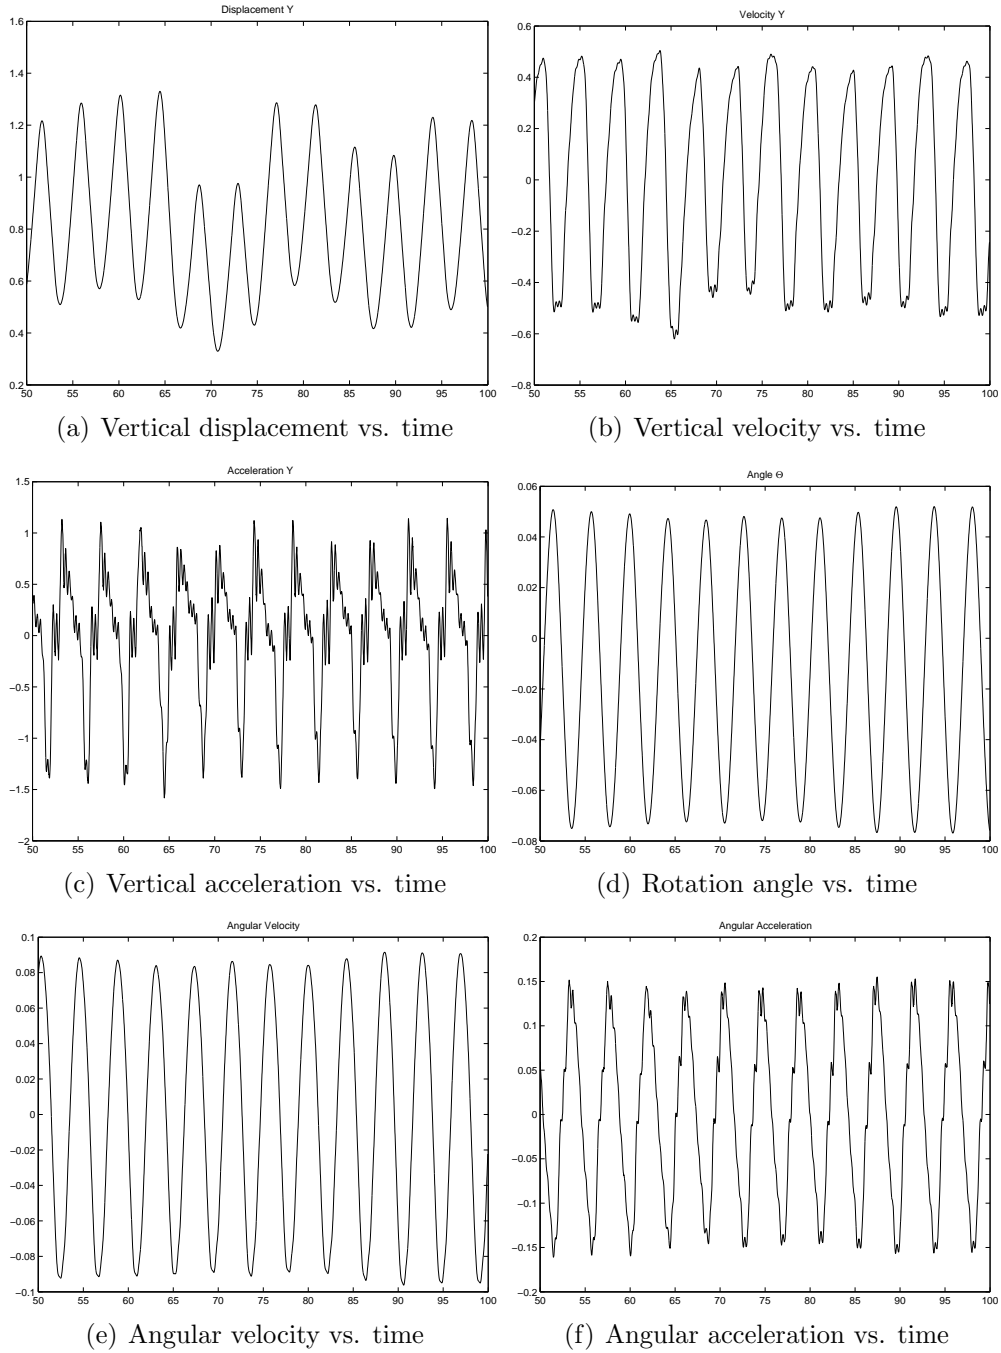 Displacement Y
1.6
1.4
1.2
1
0.8
0.6
0.4
0.2
50 55 60 65 70 75 80 85 90 95 100
(a) Vertical displacement vs. time
Velocity Y
0.6
0.4
0.2
0
−0.2
−0.4
−0.6
−0.8
50 55 60 65 70 75 80 85 90 95 100
(b) Vertical velocity vs. time
Acceleration Y
1.5
1
0.5
0
−0.5
−1
−1.5
−2
50 55 60 65 70 75 80 85 90 95 100
(c) Vertical acceleration vs. time
Angle Θ
0.06
0.04
0.02
0
−0.02
−0.04
−0.06
−0.08
50 55 60 65 70 75 80 85 90 95 100
(d) Rotation angle vs. time
Angular Velocity
0.1
0.08
0.06
0.04
0.02
0
−0.02
−0.04
−0.06
−0.08
−0.1
50 55 60 65 70 75 80 85 90 95 100
(e) Angular velocity vs. time
Angular Acceleration
0.2
0.15
0.1
0.05
0
−0.05
−0.1
−0.15
−0.2
50 55 60 65 70 75 80 85 90 95 100
(f) Angular acceleration vs. time